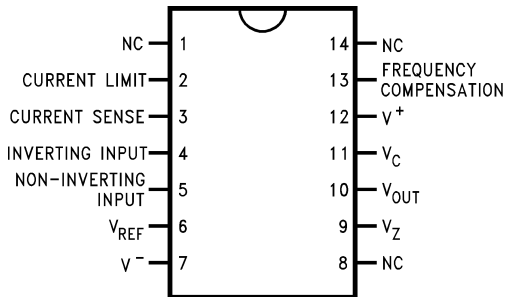 NC 1 14 NC
CURRENT LIMIT 2 13 FREQUENCY COMPENSATION
CURRENT SENSE 3 12 V+
INVERTING INPUT 4 11 VC
NON-INVERTING INPUT 5 10 VOUT
VREF 6 9 VZ
V- 7 8 NC